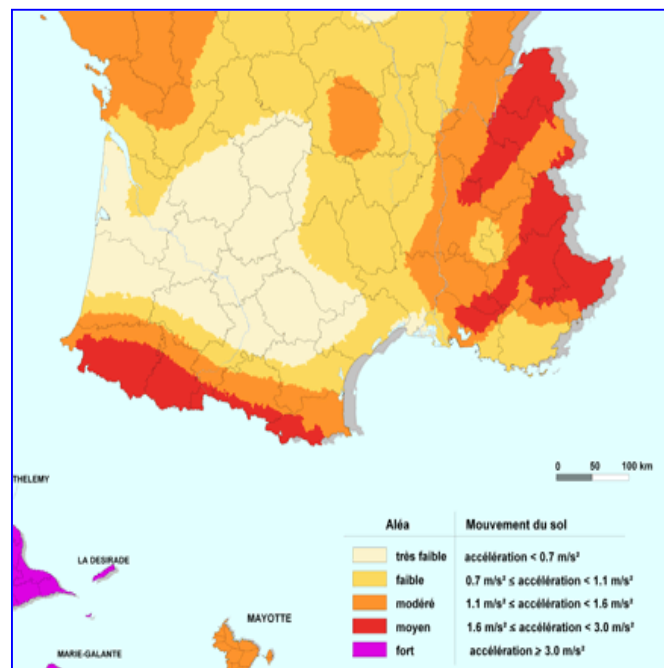 0 50 100 km
THELEMY
LA DESIRADE
MAYOTTE
MARIE-GALANTE
Aléa Mouvement du sol
très faible accélération < 0.7 m/s²
faible 0.7 m/s² ≤ accélération < 1.1 m/s²
modéré 1.1 m/s² ≤ accélération < 1.6 m/s²
moyen 1.6 m/s² ≤ accélération < 3.0 m/s²
fort accélération ≥ 3.0 m/s²